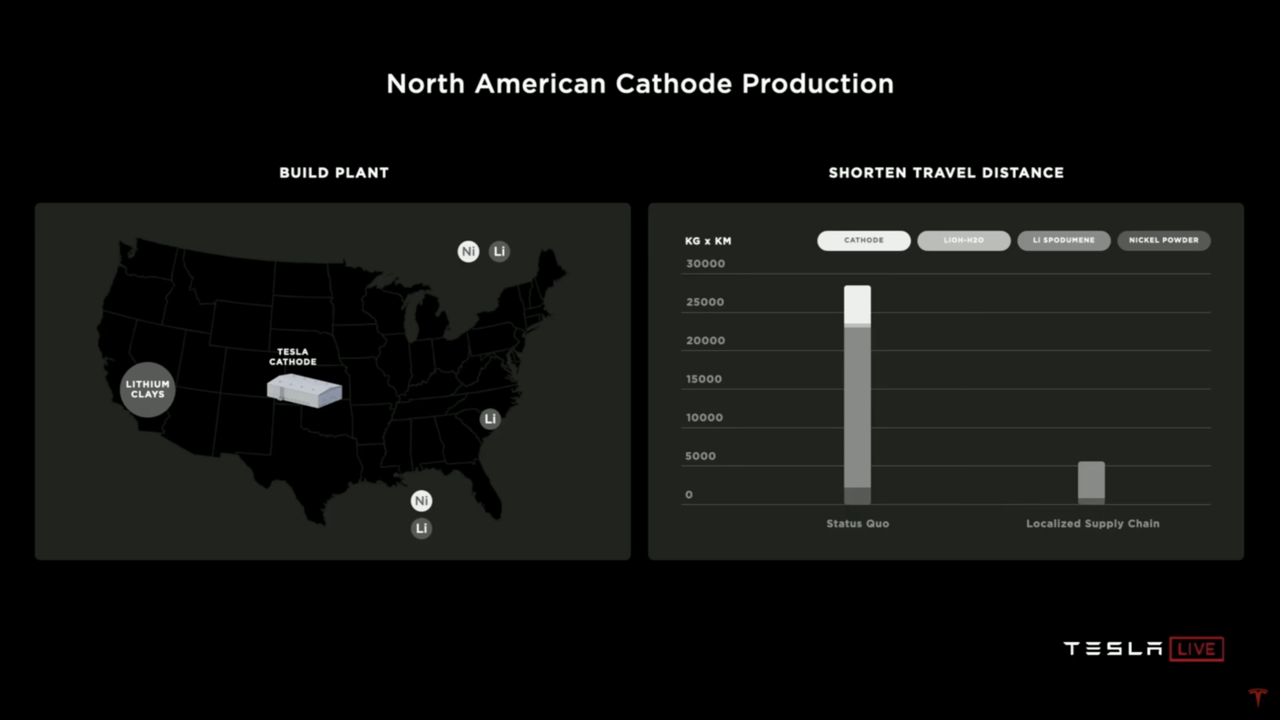 North American Cathode Production
BUILD PLANT
Ni
Li
TESLA
CATHODE
LITHIUM
CLAYS
Li
Ni
Li
SHORTEN TRAVEL DISTANCE
KG x KM
CATHODE
LIOH-H2O
LI SPODUMENE
NICKEL POWDER
30000
25000
20000
15000
10000
5000
0
Status Quo
Localized Supply Chain
TESLA LIVE